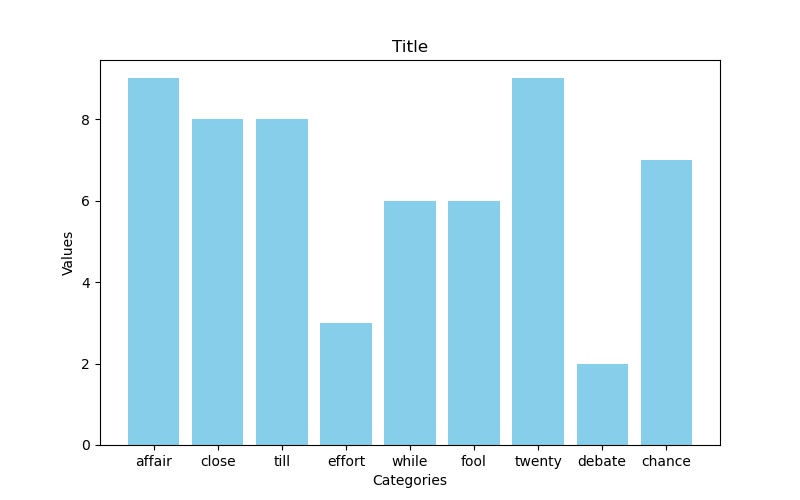 Title
Values
8
6
4
2
0
affair close till effort while fool twenty debate chance
Categories